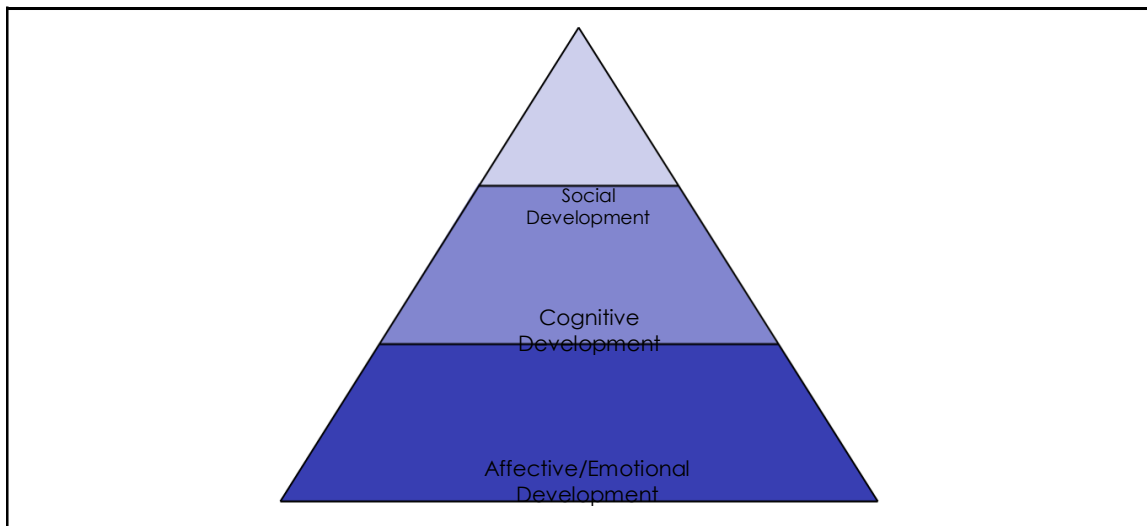 Social
Development
Cognitive
Development
Affective/Emotional
Development